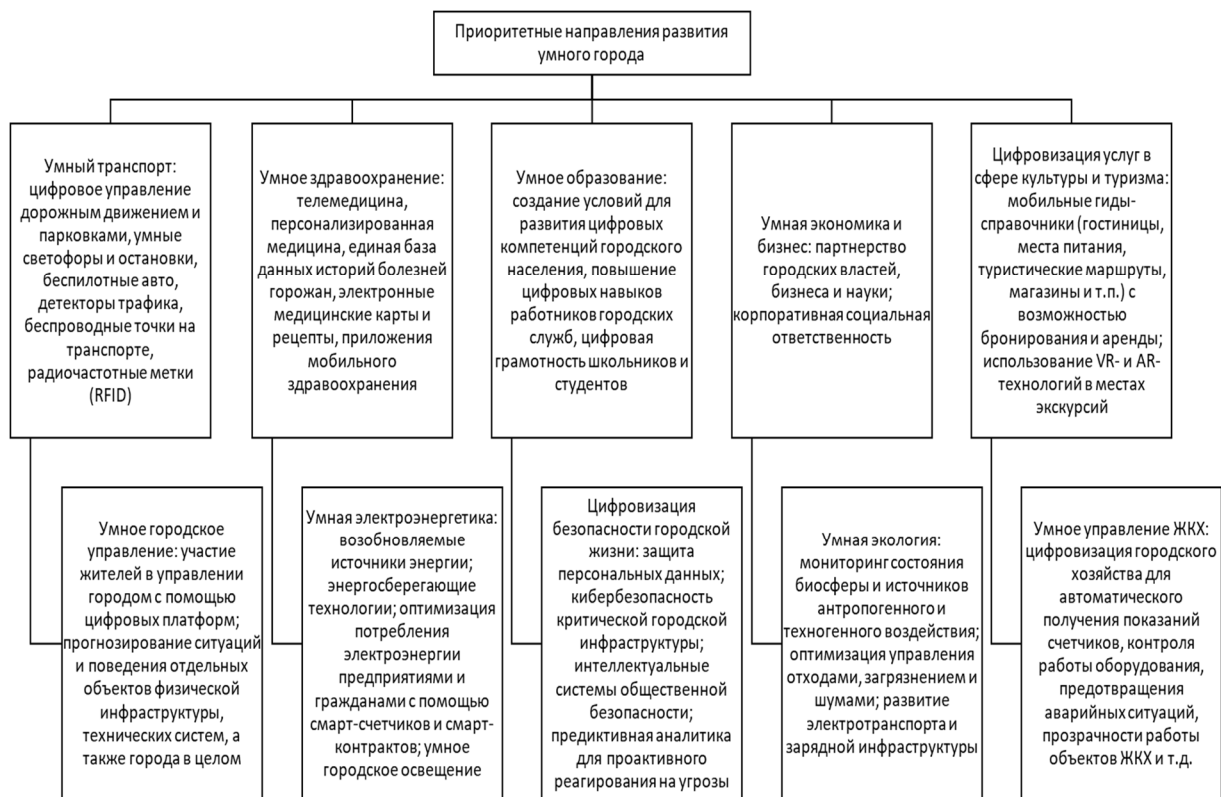 Приоритетные направления развития
умного города
Умный транспорт:
цифровое управление
дорожным движением и
парковками, умные
светофоры и остановки,
беспилотные авто,
детекторы трафика,
беспроводные точки на
транспорте,
радиочастотные метки
(RFID)
Умное здравоохранение:
телемедицина,
персонализированная
медицина, единая база
данных историй болезней
горожан, электронные
медицинские карты и
рецепты, приложения
мобильного
здравоохранения
Умное образование:
создание условий для
развития цифровых
компетенций городского
населения, повышение
цифровых навыков
работников городских
служб, цифровая
грамотность школьников и
студентов
Умная экономика и
бизнес: партнерство
городских властей,
бизнеса и науки;
корпоративная социальная
ответственность
Цифровизация услуг в
сфере культуры и туризма:
мобильные гиды-
справочники (гостиницы,
места питания,
туристические маршруты,
магазины и т.п.) с
возможностью
бронирования и аренды;
использование VR- и AR-
технологий в местах
экскурсий
Умное городское
управление: участие
жителей в управлении
городом с помощью
цифровых платформ;
прогнозирование ситуаций
и поведения отдельных
объектов физической
инфраструктуры,
технических систем, а
также города в целом
Умная электроэнергетика:
возобновляемые
источники энергии;
энергосберегающие
технологии; оптимизация
потребления
электроэнергии
предприятиями и
гражданами с помощью
смарт-счетчиков и смарт-
контрактов; умное
городское освещение
Цифровизация
безопасности городской
жизни: защита
персональных данных;
кибербезопасность
критической городской
инфраструктуры;
интеллектуальные
системы общественной
безопасности;
предиктивная аналитика
для проактивного
реагирования на угрозы
Умная экология:
мониторинг состояния
биосферы и источников
антропогенного и
техногенного воздействия;
оптимизация управления
отходами, загрязнением и
шумами; развитие
электротранспорта и
зарядной инфраструктуры
Умное управление ЖКХ:
цифровизация городского
хозяйства для
автоматического
получения показаний
счетчиков, контроля
работы оборудования,
предотвращения
аварийных ситуаций,
прозрачности работы
объектов ЖКХ и т.д.